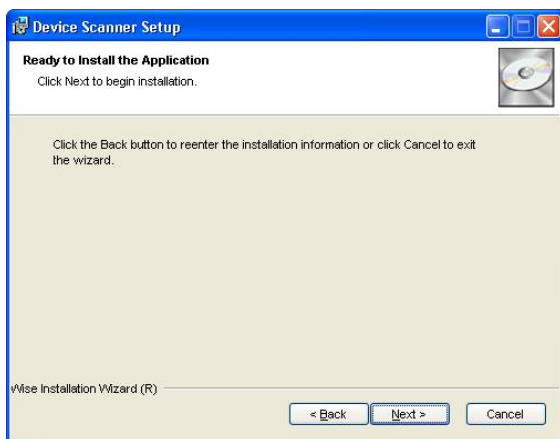 Device Scanner Setup
Ready to Install the Application
Click Next to begin installation.
Click the Back button to reenter the installation information or click Cancel to exit
the wizard.
Wise Installation Wizard (R)
< Back
Next >
Cancel